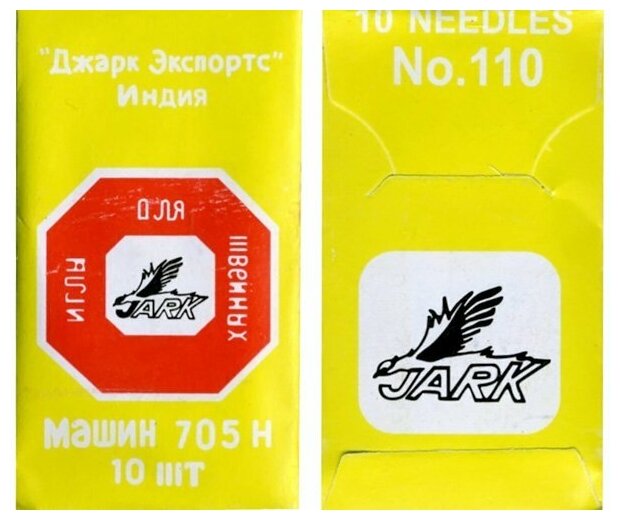 "Джарк Экспортс"
Индия
иглы
для
швейных
JARK
машин 705 H
10 шт
10 NEEDLES
No.110
JARK